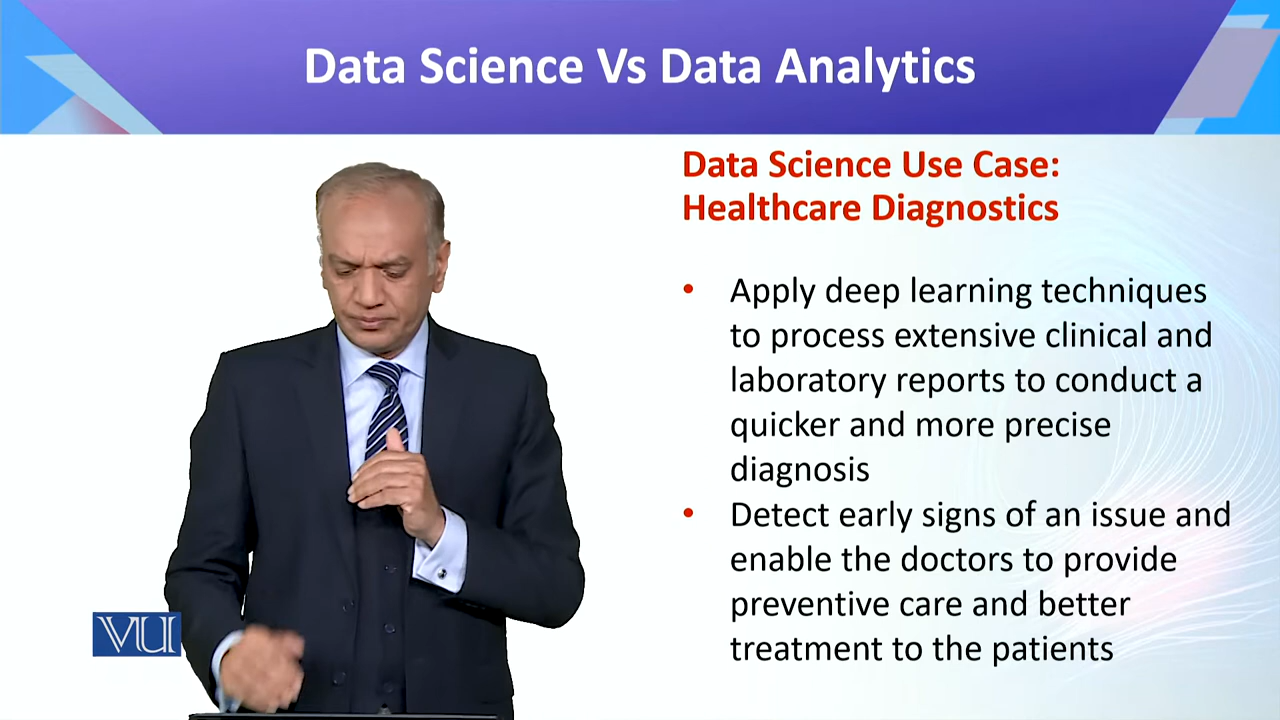 Data Science Vs Data Analytics
Data Science Use Case:
Healthcare Diagnostics
• Apply deep learning techniques
to process extensive clinical and
laboratory reports to conduct a
quicker and more precise
diagnosis
• Detect early signs of an issue and
enable the doctors to provide
preventive care and better
treatment to the patients
VU